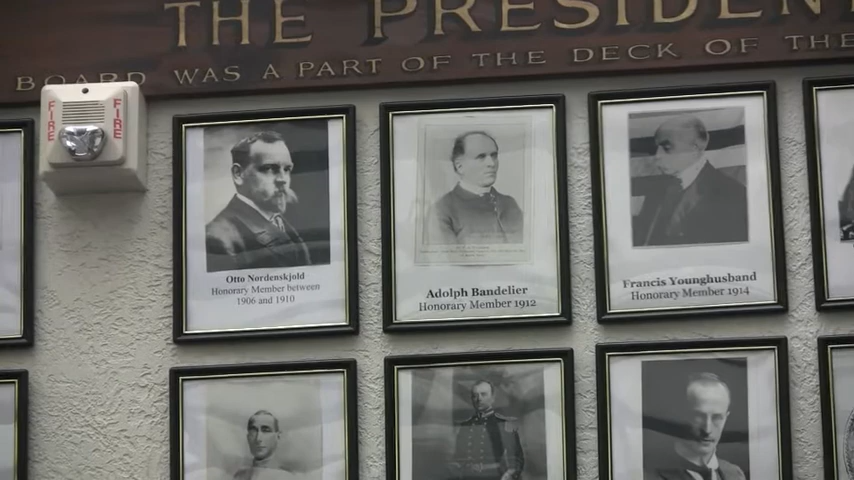 THE PRESIDENT
BOARD WAS A PART OF THE DECK OF THE
FIRE
FIRE
Otto Nordenskjold
Honorary Member between
1906 and 1910
Adolph Bandelier
Honorary Member 1912
Francis Younghusband
Honorary Member 1914